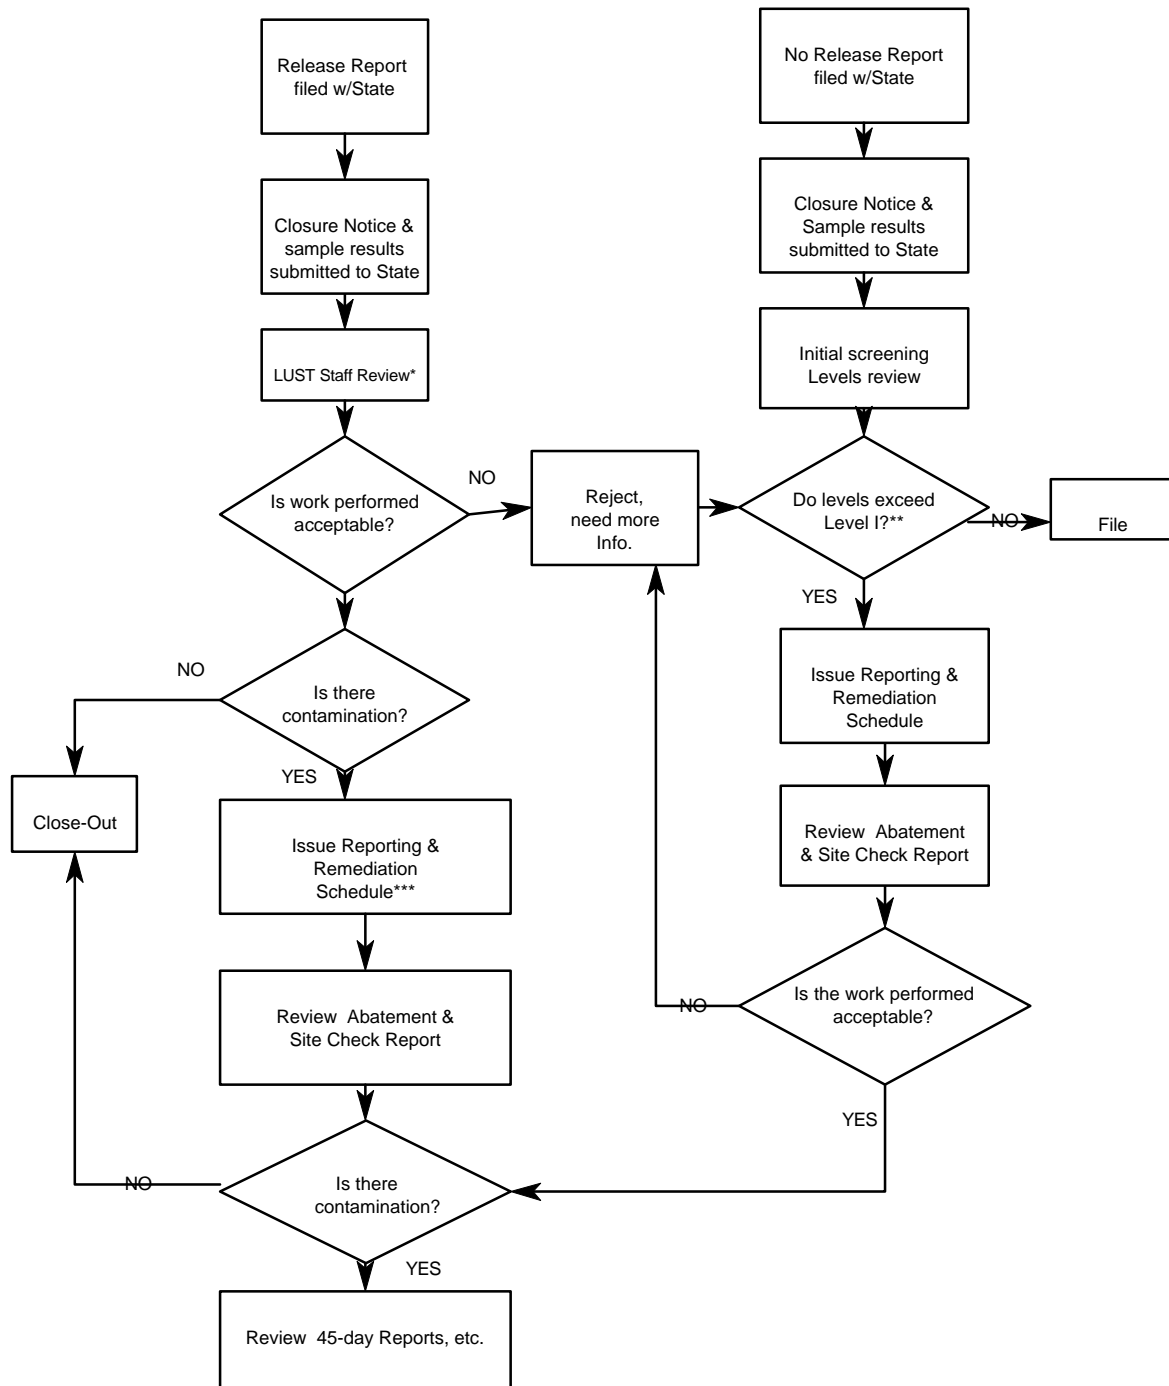 Release Report
filed w/State
No Release Report
filed w/State
Closure Notice &
sample results
submitted to State
Closure Notice &
Sample results
submitted to State
LUST Staff Review*
Initial screening
Levels review
Is work performed
acceptable?
NO
Reject,
need more
Info.
Do levels exceed
Level I?**
NO
File
YES
NO
Is there
contamination?
YES
Issue Reporting &
Remediation
Schedule
Close-Out
Issue Reporting &
Remediation
Schedule***
Review Abatement
& Site Check Report
Review Abatement &
Site Check Report
NO
Is the work performed
acceptable?
YES
NO
Is there
contamination?
YES
Review 45-day Reports, etc.